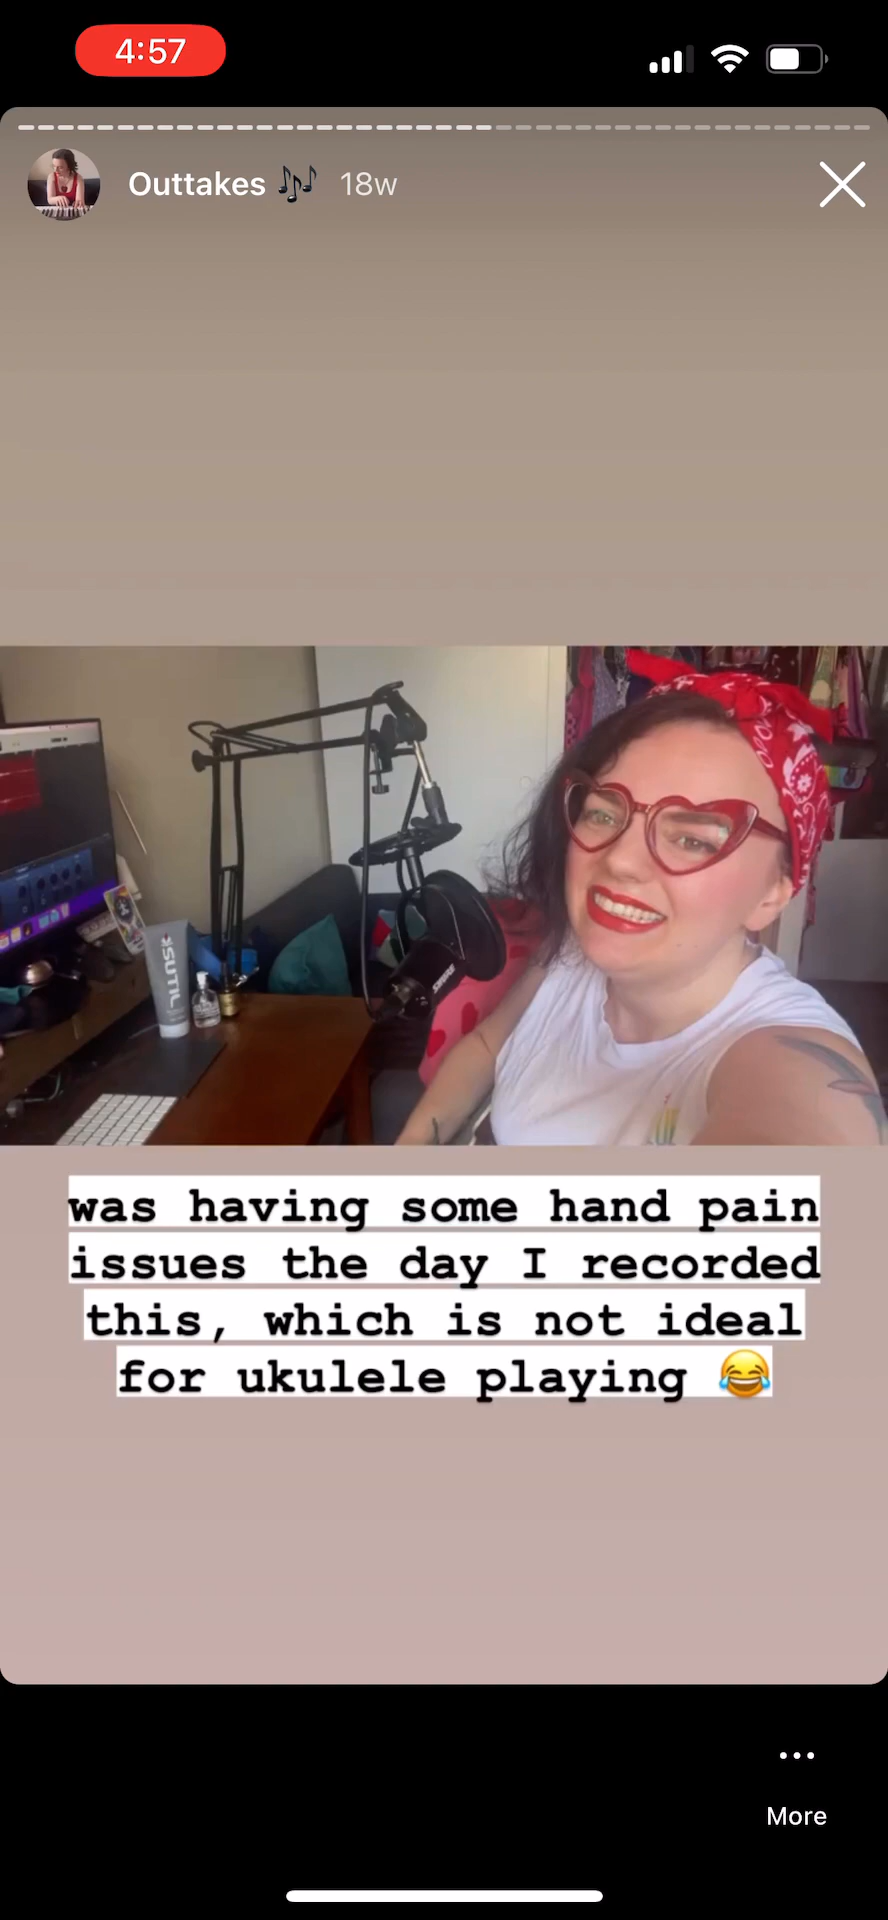 4:57
Outtakes 🎶 18w
SUTIL
SHURE
was having some hand pain
issues the day I recorded
this, which is not ideal
for ukulele playing 😂
More